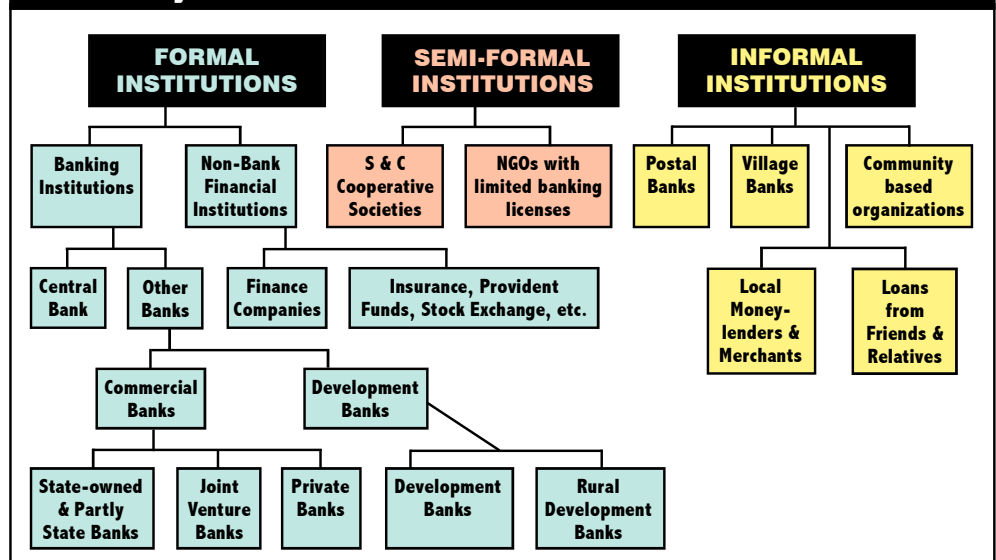 FORMAL
INSTITUTIONS
SEMI-FORMAL
INSTITUTIONS
INFORMAL
INSTITUTIONS
Banking
Institutions
Non-Bank
Financial
Institutions
S & C
Cooperative
Societies
NGOs with
limited banking
licenses
Postal
Banks
Village
Banks
Community
based
organizations
Central
Bank
Other
Banks
Finance
Companies
Insurance, Provident
Funds, Stock Exchange, etc.
Local
Money-
lenders &
Merchants
Loans
from
Friends &
Relatives
Commercial
Banks
Development
Banks
State-owned
& Partly
State Banks
Joint
Venture
Banks
Private
Banks
Development
Banks
Rural
Development
Banks